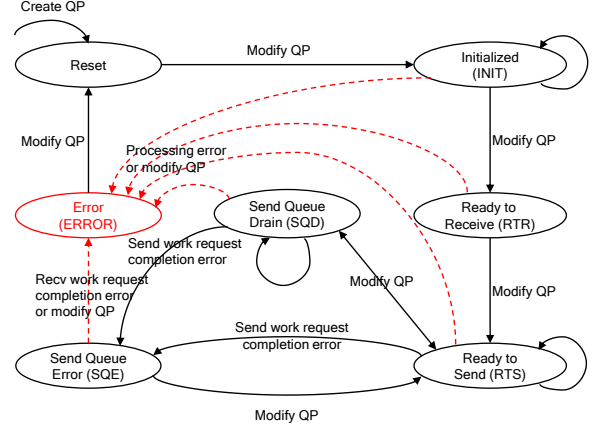 Create QP
Modify QP
Reset
Initialized
(INIT)
Modify QP
Modify QP
Processing error
or modify QP
Error
(ERROR)
Send Queue
Drain (SQD)
Ready to
Receive (RTR)
Send work request
completion error
Recv work request
completion error
or modify QP
Modify QP
Modify QP
Send work request
completion error
Send Queue
Error (SQE)
Ready to
Send (RTS)
Modify QP